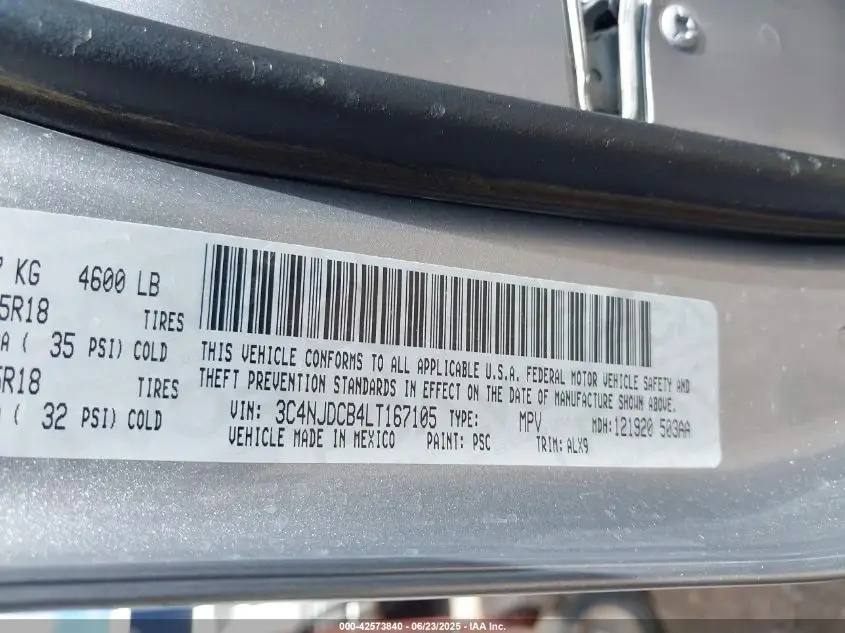 KG 4600 LB
5R18 TIRES
A ( 35 PSI) COLD
5R18 TIRES
( 32 PSI) COLD
THIS VEHICLE CONFORMS TO ALL APPLICABLE U.S.A. FEDERAL MOTOR VEHICLE SAFETY AND
THEFT PREVENTION STANDARDS IN EFFECT ON THE DATE OF MANUFACTURE SHOWN ABOVE.
VIN: 3C4NJDCB4LT167105 TYPE: MPV MDH:121920 503AA
VEHICLE MADE IN MEXICO PAINT: PSC TRIM: ALX9
000-42573840 - 06/23/2025 - IAA Inc.